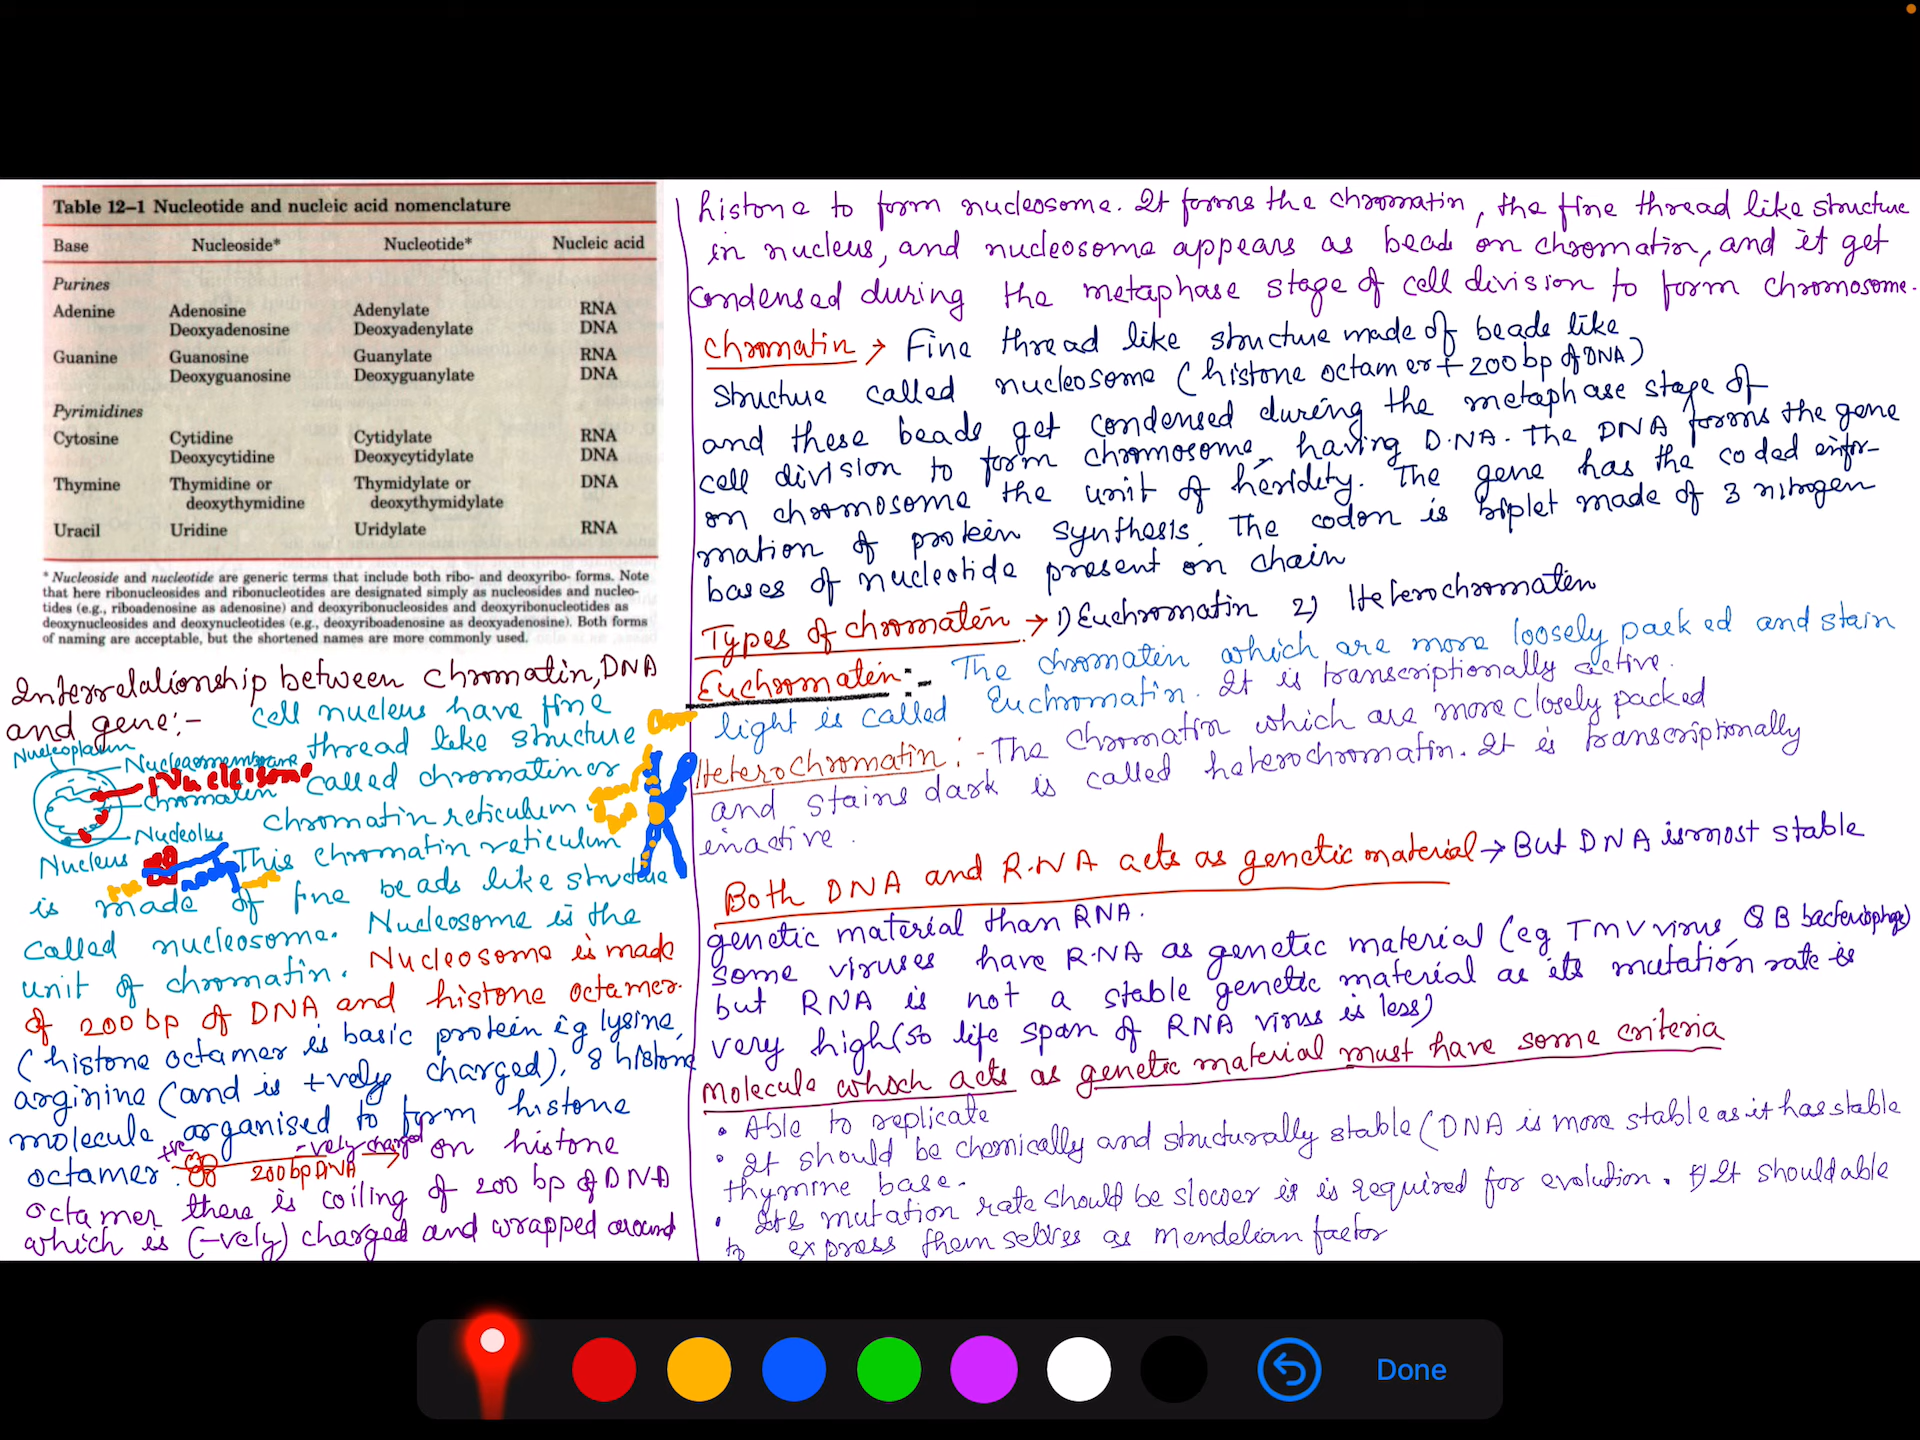 Table 12–1 Nucleotide and nucleic acid nomenclature
Base Nucleoside* Nucleotide* Nucleic acid
Purines
Adenine Adenosine Adenylate RNA
Deoxyadenosine Deoxyadenylate DNA
Guanine Guanosine Guanylate RNA
Deoxyguanosine Deoxyguanylate DNA
Pyrimidines
Cytosine Cytidine Cytidylate RNA
Deoxycytidine Deoxycytidylate DNA
Thymine Thymidine or Thymidylate or DNA
deoxythymidine deoxythymidylate
Uracil Uridine Uridylate RNA
* Nucleoside and nucleotide are generic terms that include both ribo- and deoxyribo- forms. Note
that here ribonucleosides and ribonucleotides are designated simply as nucleosides and nucleo-
tides (e.g., riboadenosine as adenosine) and deoxyribonucleosides and deoxyribonucleotides as
deoxynucleosides and deoxynucleotides (e.g., deoxyriboadenosine as deoxyadenosine). Both forms
of naming are acceptable, but the shortened names are more commonly used.
Interrelationship between chromatin, DNA
and gene:- cell nucleus have fine
thread like structure
called chromatin or
chromatin reticulum.
Nucleoplasm
Nuclearmembrane
Nucleisome
chromatin
Nucleolus
Nucleus
This chromatin reticulum
is made of fine beads like structure
called nucleosome. Nucleosome is the
unit of chromatin. Nucleosome is made
of 200bp of DNA and histone octamer.
(histone octamer is basic protein ig lysine,
arginine (and is +vely charged), 8 histone
molecule organised to form histone
octamer. +ve -vely charged on histone
200bp DNA
octamer there is coiling of 200 bp of DNA
which is (-vely) charged and wrapped around
histone to form nucleosome. It forms the chromatin, the fine thread like structure
in nucleus, and nucleosome appears as bead on chromatin, and it get
condensed during the metaphase stage of cell division to form chromosome.
Chromatin → Fine thread like structure made of beads like
structure called nucleosome (histone octamer + 200bp of DNA)
and these beads get condensed during the metaphase stage of
cell division to form chromosome, having DNA. The DNA forms the gene
on chromosome the unit of heridity. The gene has the coded infor-
mation of protein synthesis. The codon is triplet made of 3 nitrogen
bases of nucleotide present on chain
Types of chromatin → 1) Euchromatin 2) Heterochromatin
Euchromatin:- The chromatin which are more loosely packed and stain
light is called Euchromatin. It is transcriptionally active.
Heterochromatin:- The chromatin which are more closely packed
and stains dark is called heterochromatin. It is transcriptionally
inactive.
Both DNA and RNA acts as genetic material → But DNA is most stable
genetic material than RNA.
some viruses have RNA as genetic material (eg TMV virus, QB bacteriophage)
but RNA is not a stable genetic material as its mutation rate is
very high (so life span of RNA virus is less)
Molecule which acts as genetic material must have some criteria
• Able to replicate
• It should be chemically and structurally stable (DNA is more stable as it has stable
thymine base.
• Its mutation rate should be slower it is required for evolution. It should able
to express themselves as mendelian factor
Done